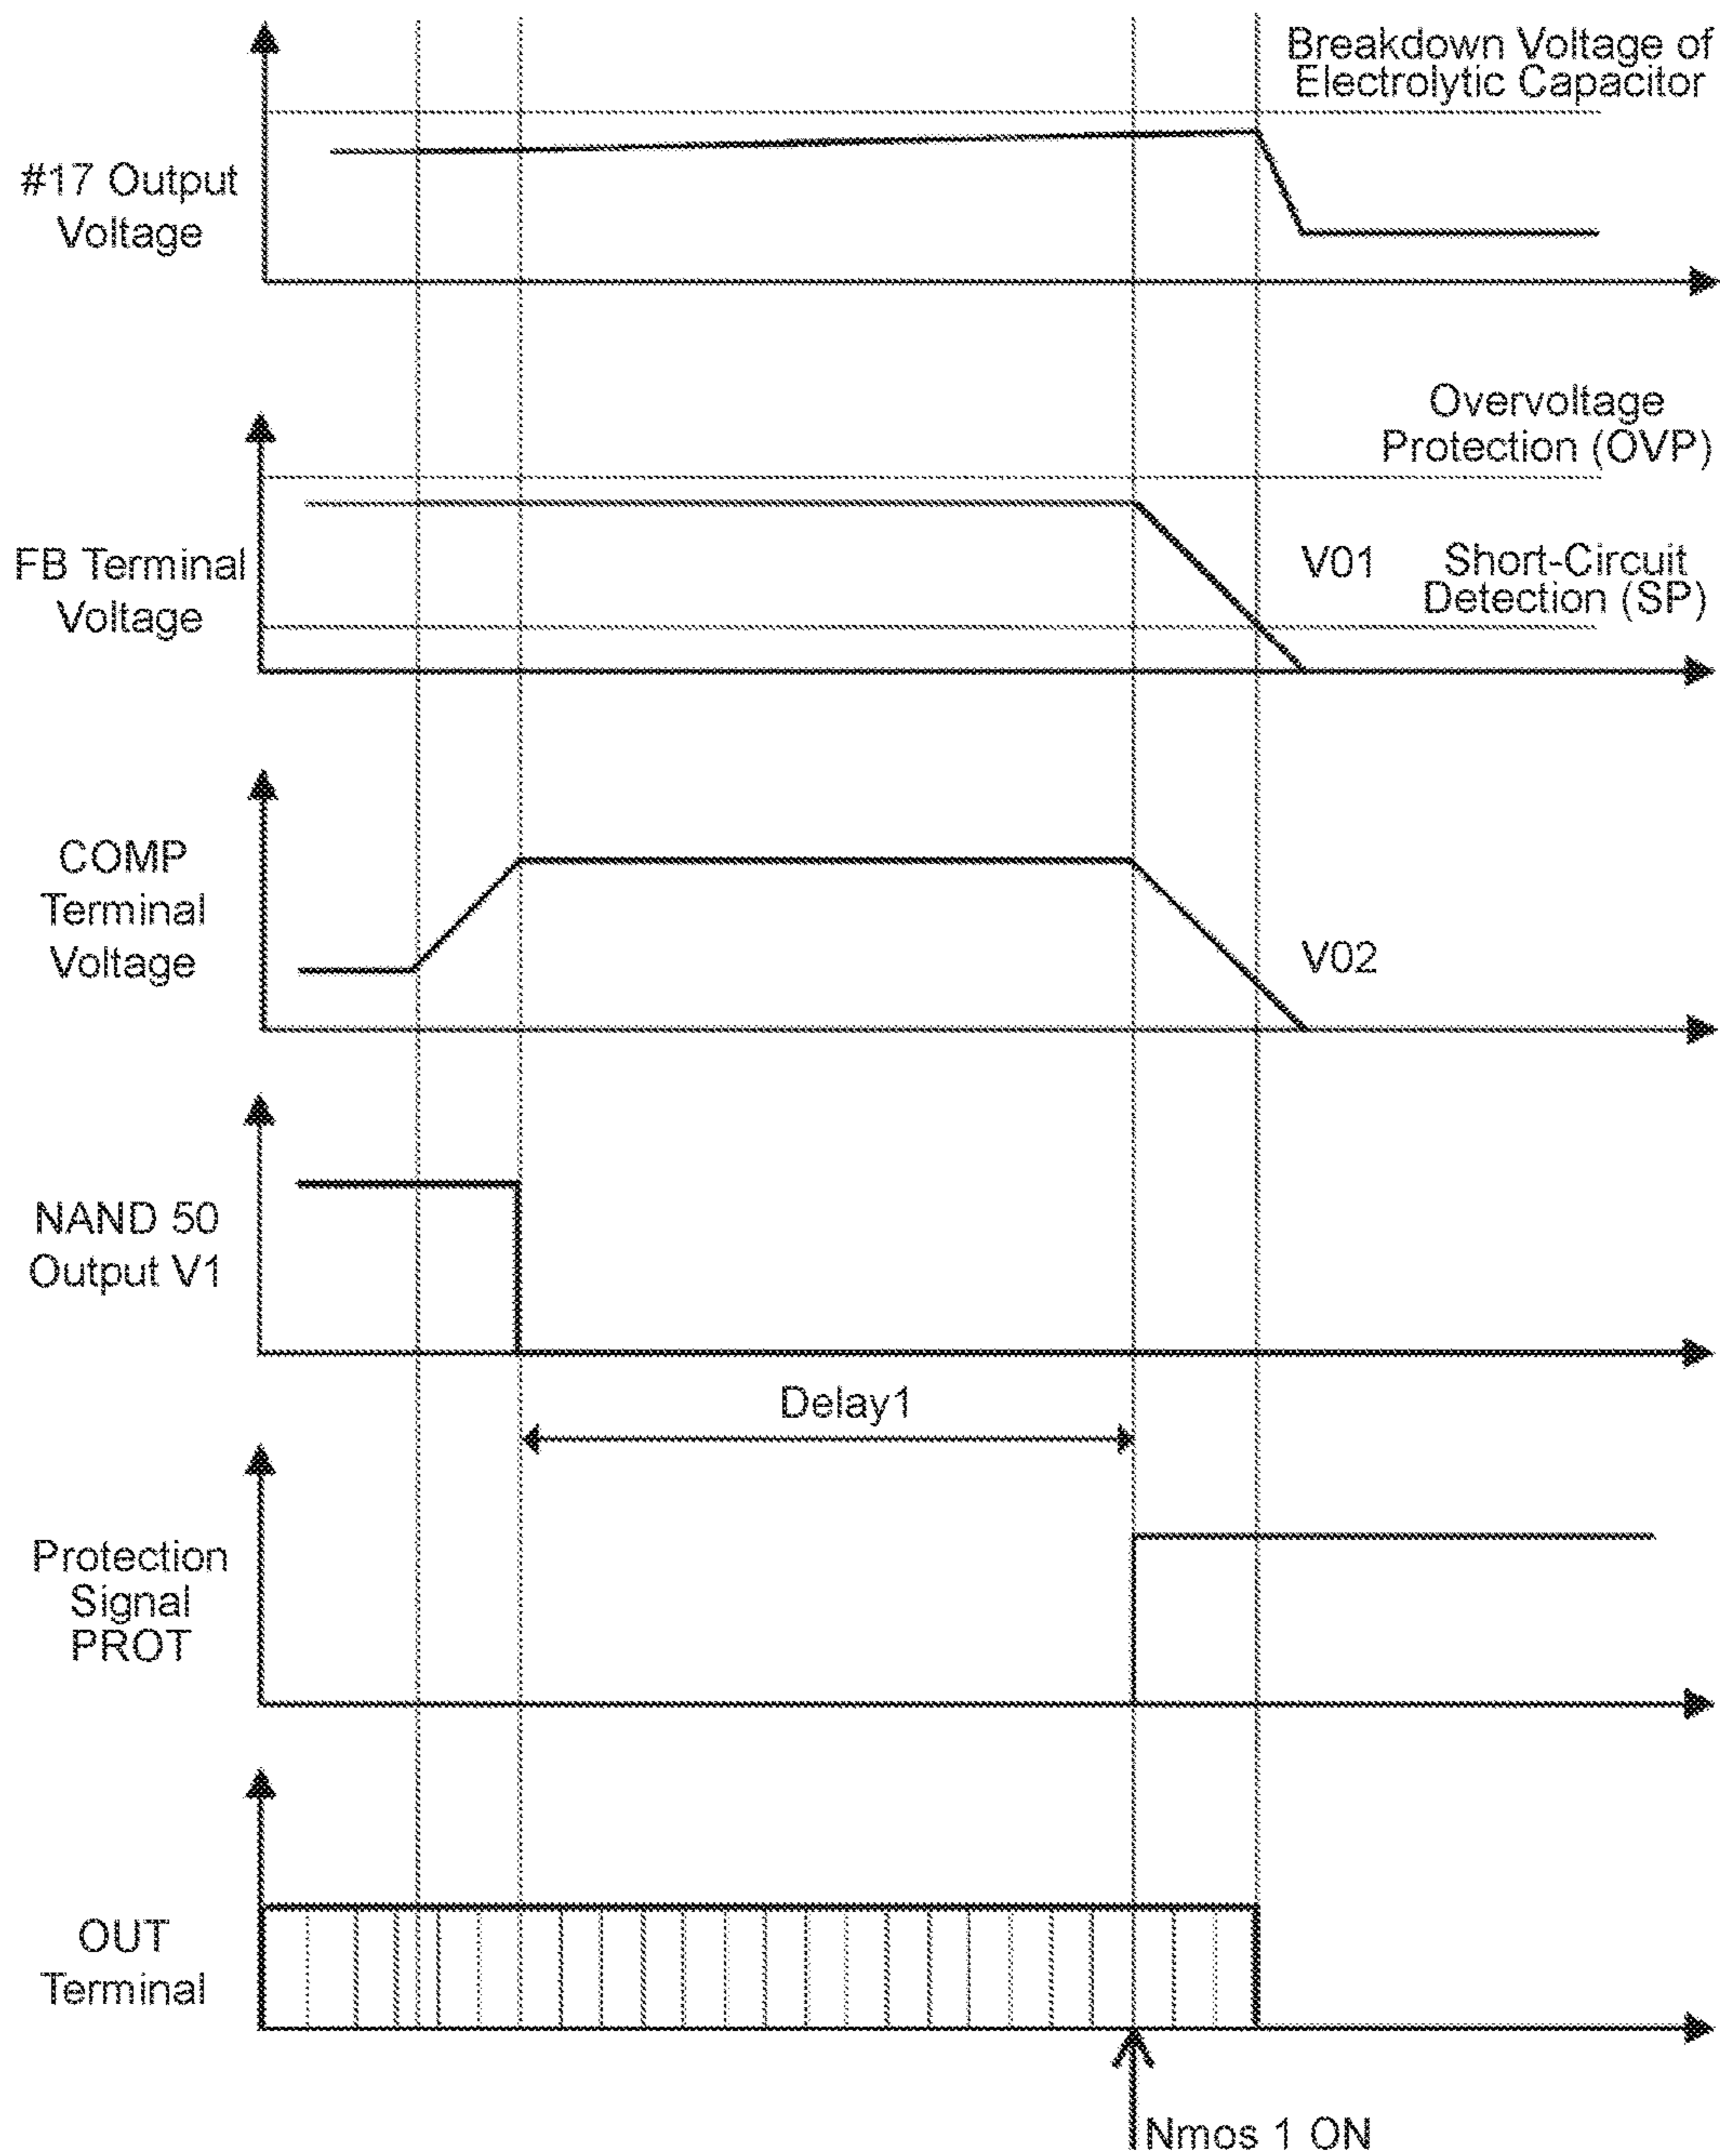 Breakdown Voltage of
Electrolytic Capacitor
#17 Output
Voltage
Overvoltage
Protection (OVP)
FB Terminal
Voltage
V01
Short-Circuit
Detection (SP)
COMP
Terminal
Voltage
V02
NAND 50
Output V1
Delay1
Protection
Signal
PROT
OUT
Terminal
Nmos 1 ON